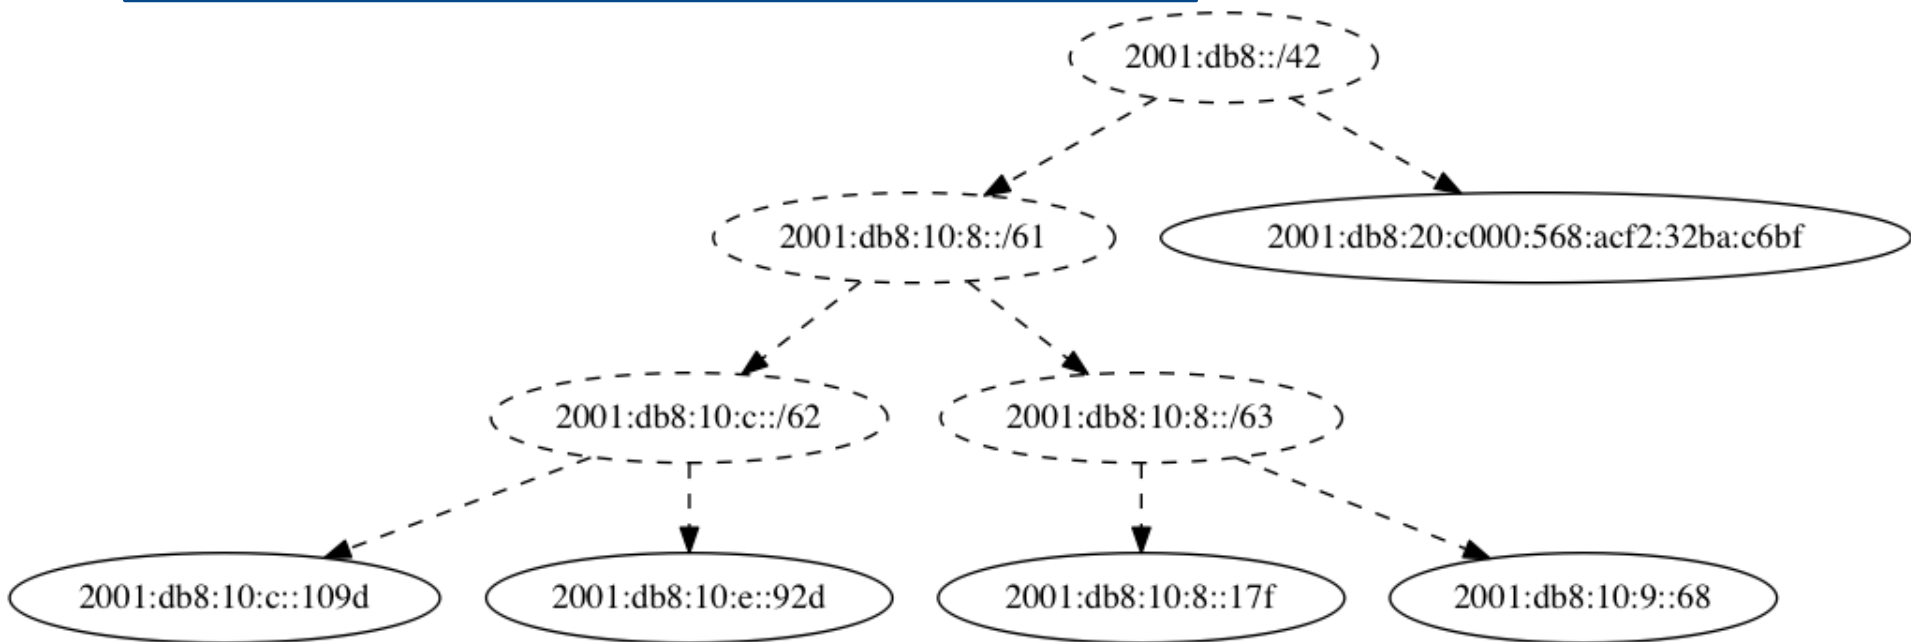 2001:db8::/42
2001:db8:10:8::/61
2001:db8:20:c000:568:acf2:32ba:c6bf
2001:db8:10:c::/62
2001:db8:10:8::/63
2001:db8:10:c::109d
2001:db8:10:e::92d
2001:db8:10:8::17f
2001:db8:10:9::68